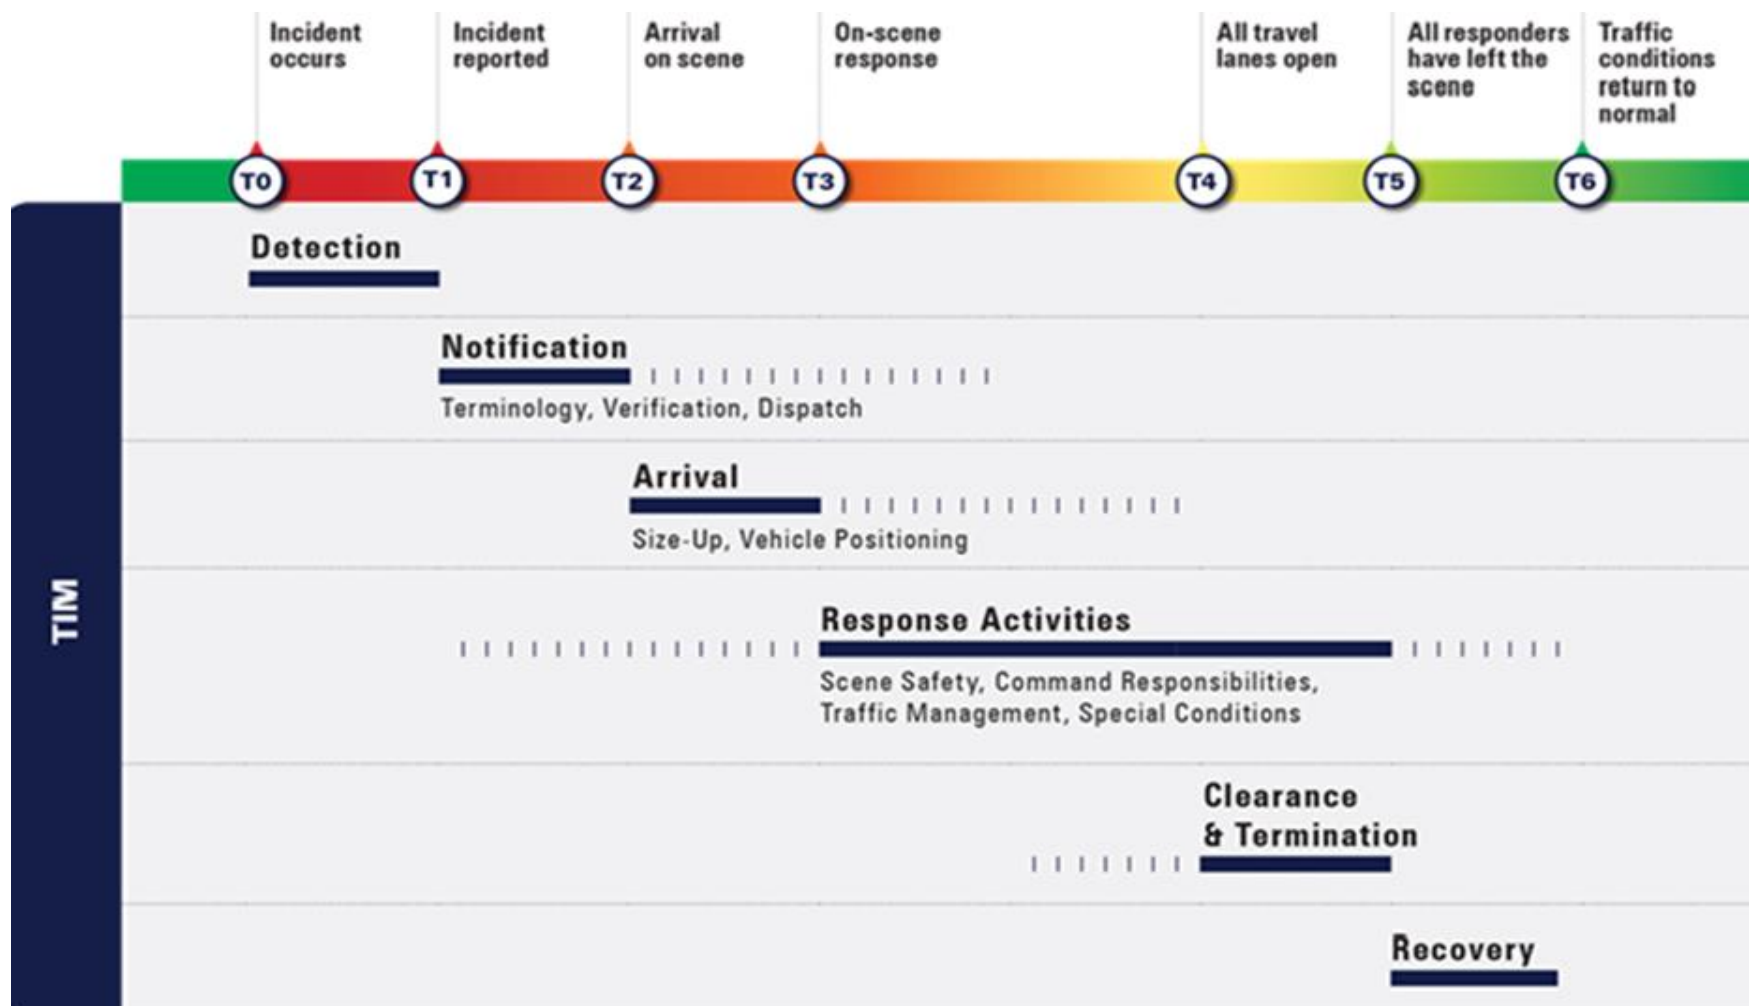 Incident
occurs
Incident
reported
Arrival
on scene
On-scene
response
All travel
lanes open
All responders
have left the
scene
Traffic
conditions
return to
normal
T0
T1
T2
T3
T4
T5
T6
TIM
Detection
Notification
Terminology, Verification, Dispatch
Arrival
Size-Up, Vehicle Positioning
Response Activities
Scene Safety, Command Responsibilities,
Traffic Management, Special Conditions
Clearance
& Termination
Recovery